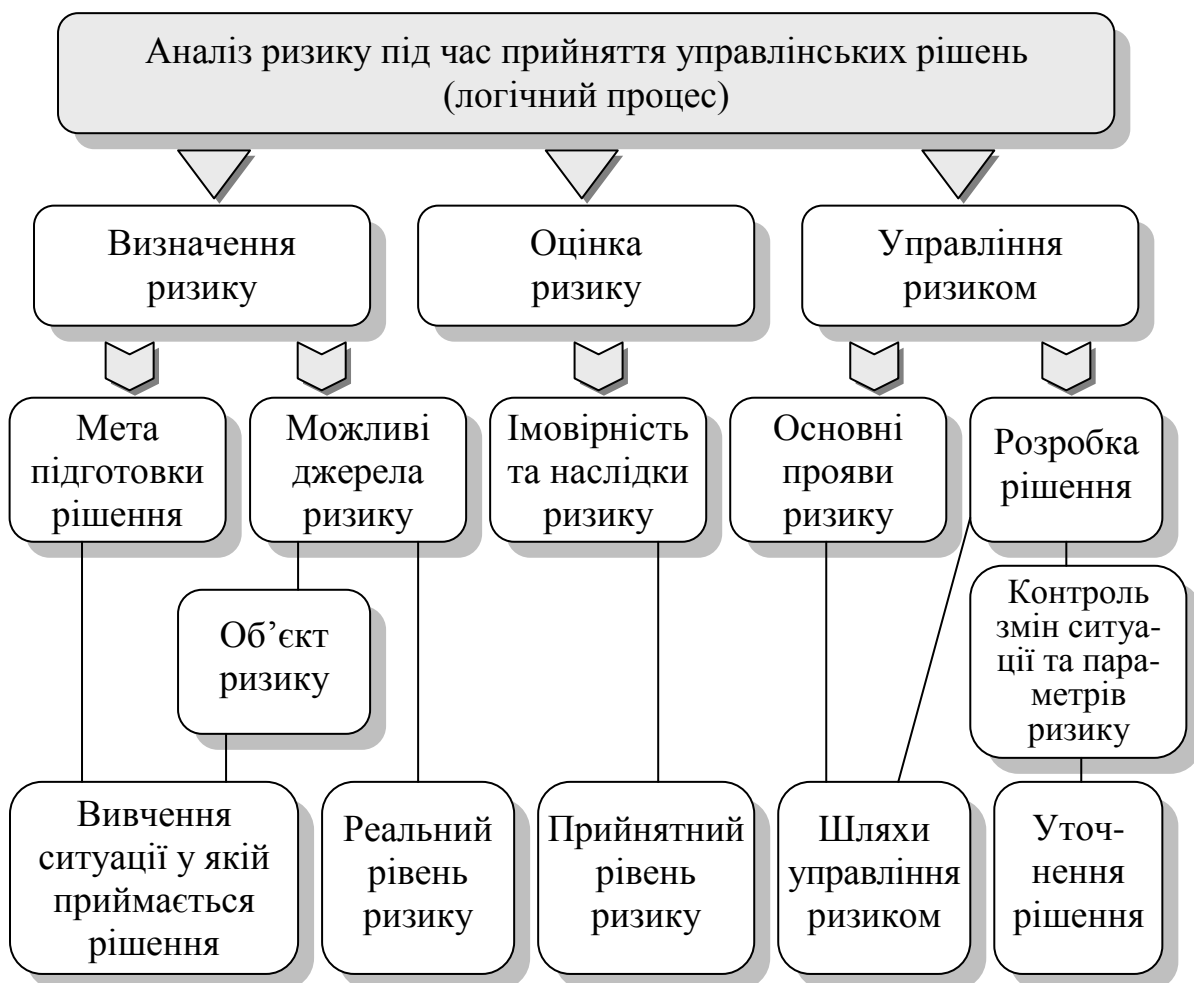 Аналіз ризику під час прийняття управлінських рішень
(логічний процес)
Визначення
ризику
Оцінка
ризику
Управління
ризиком
Мета
підготовки
рішення
Можливі
джерела
ризику
Імовірність
та наслідки
ризику
Основні
прояви
ризику
Розробка
рішення
Об’єкт
ризику
Контроль
змін ситуа-
ції та пара-
метрів
ризику
Вивчення
ситуації у якій
приймається
рішення
Реальний
рівень
ризику
Прийнятний
рівень
ризику
Шляхи
управління
ризиком
Уточ-
нення
рішення